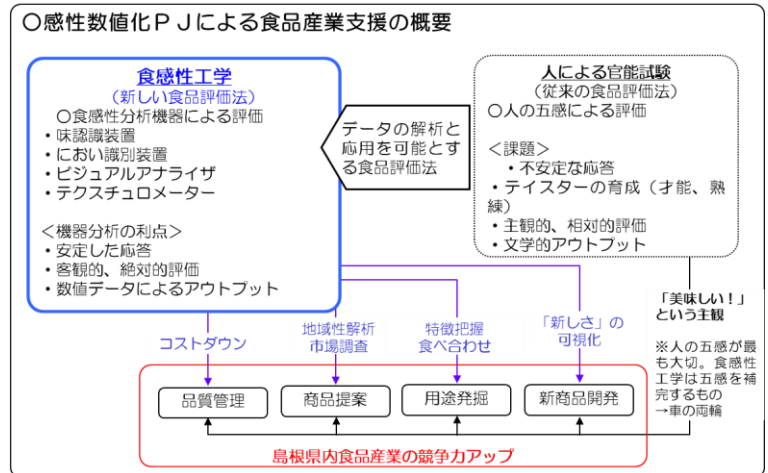 〇感性数値化ＰＪによる食品産業支援の概要
食感性工学
（新しい食品評価法）
〇食感性分析機器による評価
・味認識装置
・におい識別装置
・ビジュアルアナライザ
・テクスチュロメーター
＜機器分析の利点＞
・安定した応答
・客観的、絶対的評価
・数値データによるアウトプット
データの解析と
応用を可能とす
る食品評価法
人による官能試験
（従来の食品評価法）
〇人の五感による評価
＜課題＞
・不安定な応答
・テイスターの育成（才能、熟
練）
・主観的、相対的評価
・文学的アウトプット
コストダウン
地域性解析
市場調査
特徴把握
食べ合わせ
「新しさ」の
可視化
「美味しい！」
という主観
※人の五感が最
も大切。食感性
工学は五感を補
完するもの
→車の両輪
品質管理
商品提案
用途発掘
新商品開発
島根県内食品産業の競争力アップ